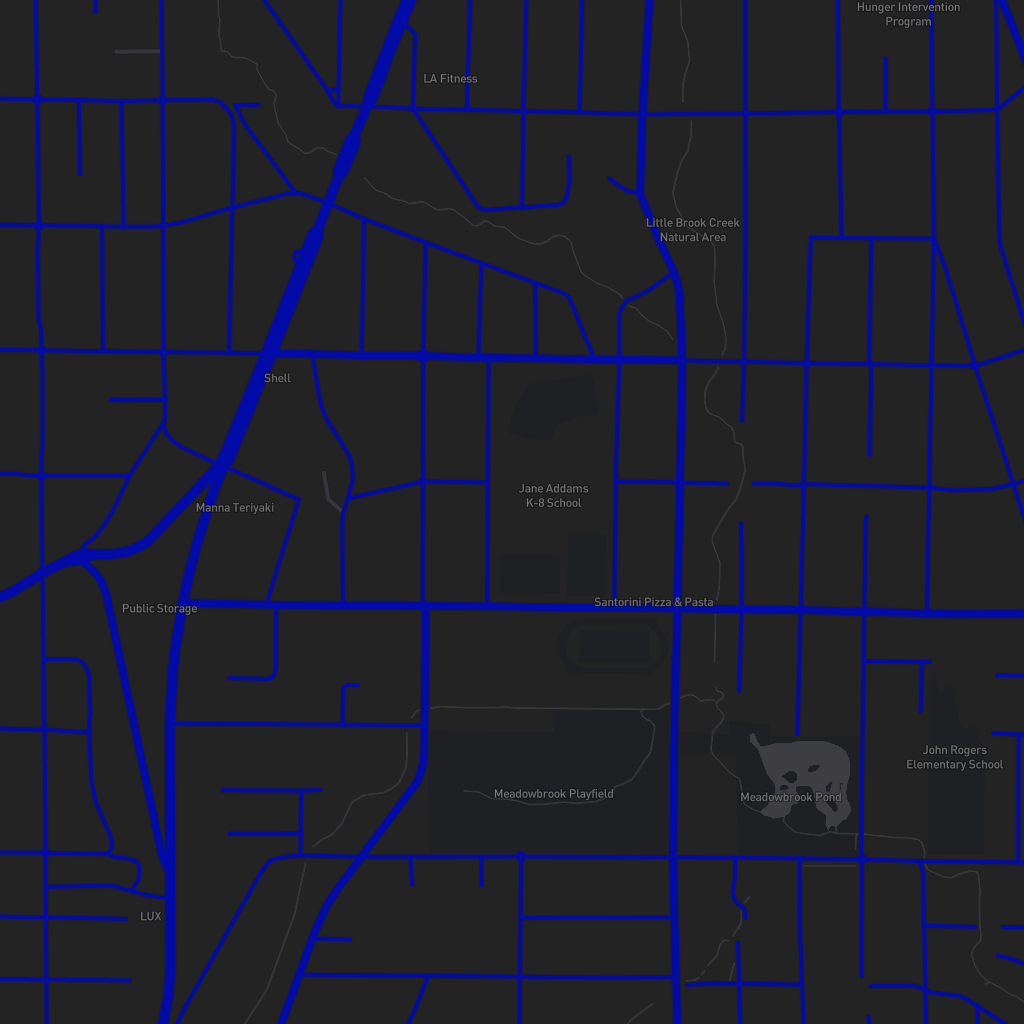 Hunger Intervention
Program
LA Fitness
Little Brook Creek
Natural Area
Shell
Jane Addams
K-8 School
Manna Teriyaki
Santorini Pizza & Pasta
Public Storage
John Rogers
Elementary School
Meadowbrook Playfield
Meadowbrook Pond
LUX